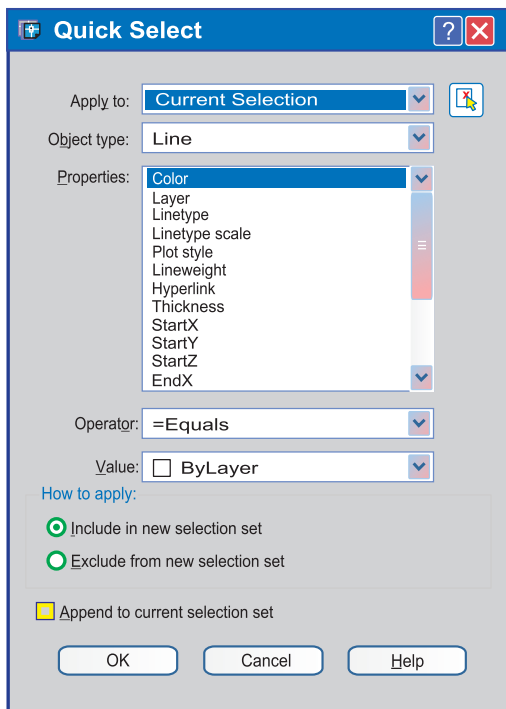 Quick Select
?
Apply to: Current Selection
Object type: Line
Properties: Color
Layer
Linetype
Linetype scale
Plot style
Lineweight
Hyperlink
Thickness
StartX
StartY
StartZ
EndX
Operator: =Equals
Value: ByLayer
How to apply:
Include in new selection set
Exclude from new selection set
Append to current selection set
OK Cancel Help